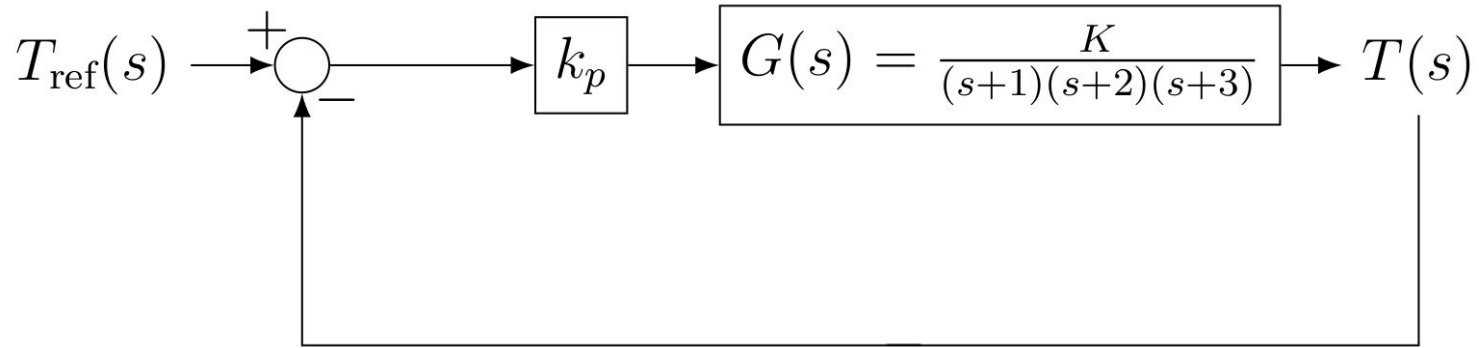 T_ref(s) + − k_p G(s) = K/((s+1)(s+2)(s+3)) T(s)